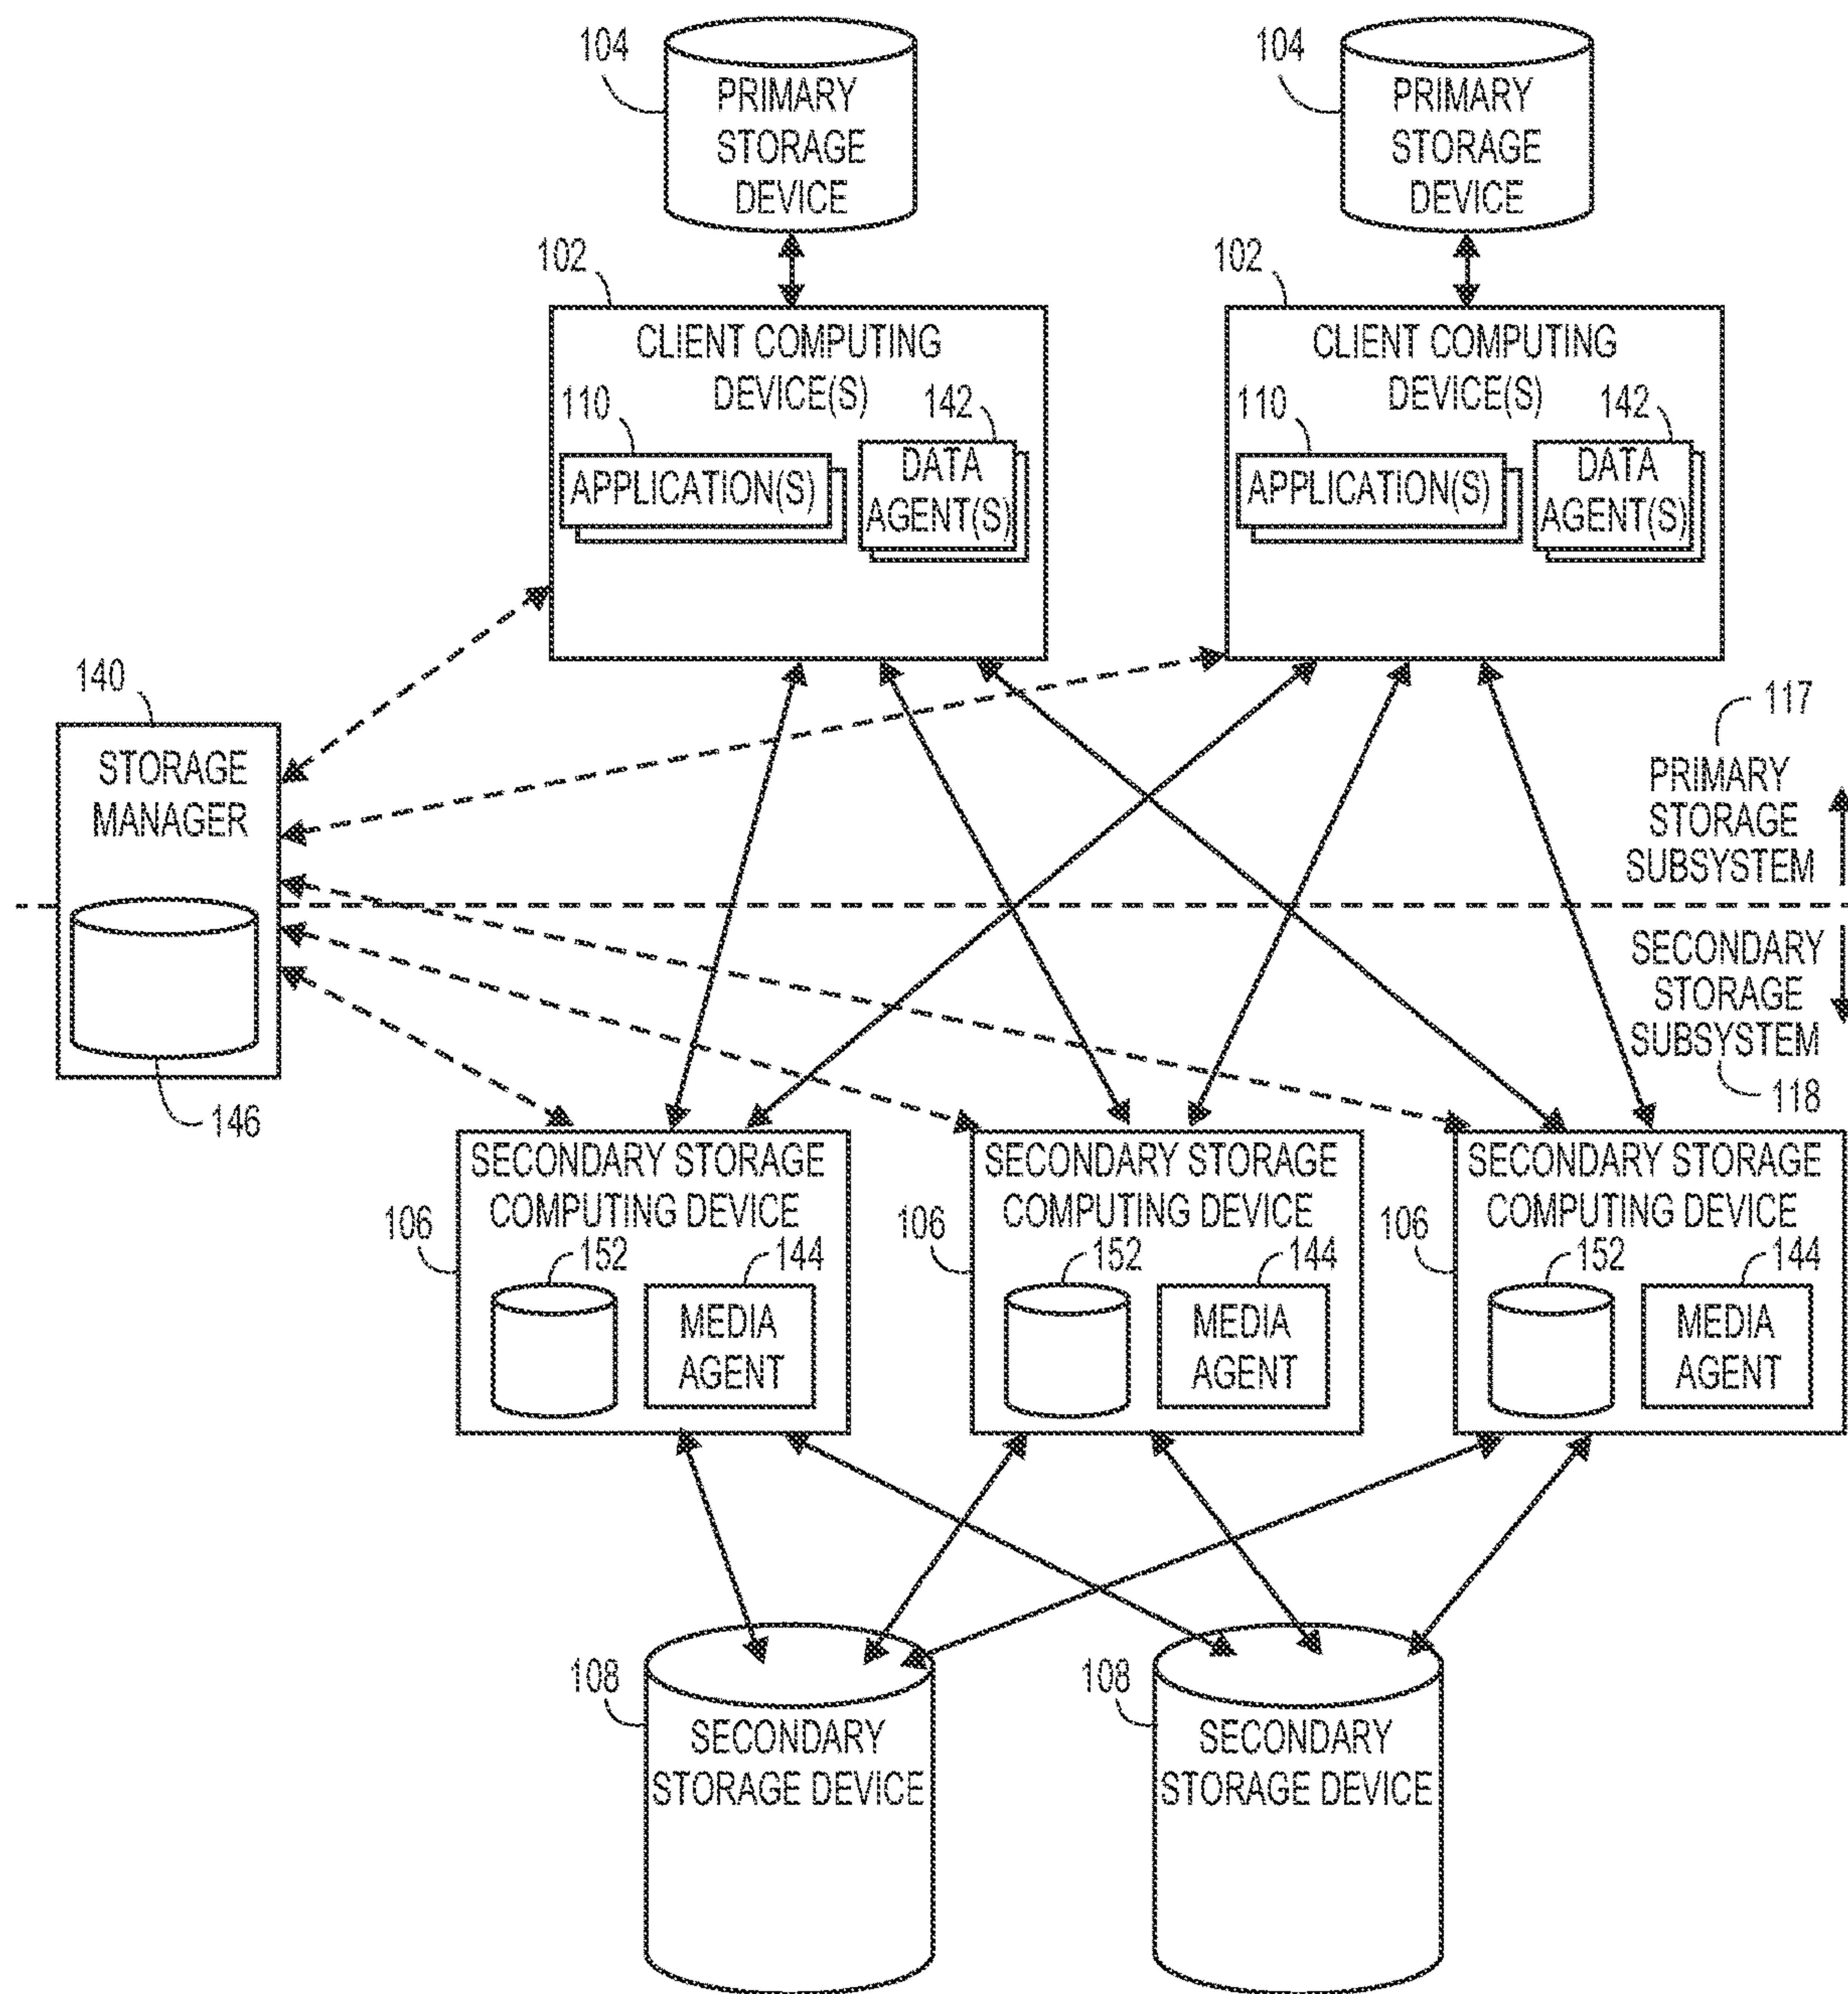 104
PRIMARY
STORAGE
DEVICE
104
PRIMARY
STORAGE
DEVICE
102
CLIENT COMPUTING
DEVICE(S)
110
APPLICATION(S)
142
DATA
AGENT(S)
102
CLIENT COMPUTING
DEVICE(S)
110
APPLICATION(S)
142
DATA
AGENT(S)
140
STORAGE
MANAGER
146
117
PRIMARY
STORAGE
SUBSYSTEM
SECONDARY
STORAGE
SUBSYSTEM
118
106
SECONDARY STORAGE
COMPUTING DEVICE
152
144
MEDIA
AGENT
106
SECONDARY STORAGE
COMPUTING DEVICE
152
144
MEDIA
AGENT
106
SECONDARY STORAGE
COMPUTING DEVICE
152
144
MEDIA
AGENT
108
SECONDARY
STORAGE DEVICE
108
SECONDARY
STORAGE DEVICE